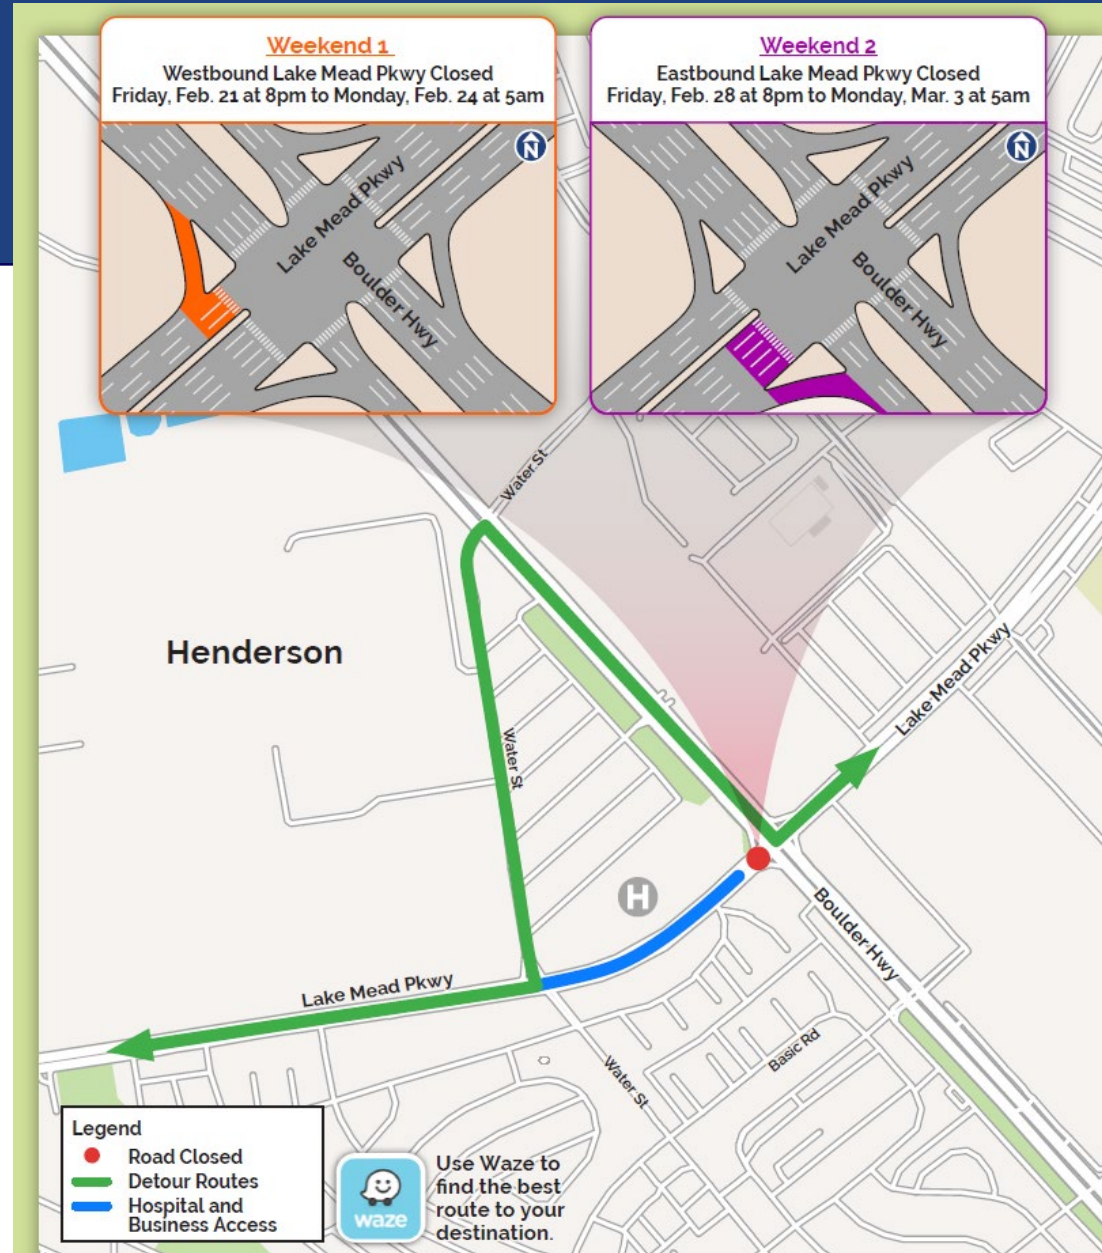 Weekend 1
Westbound Lake Mead Pkwy Closed
Friday, Feb. 21 at 8pm to Monday, Feb. 24 at 5am
N
Lake Mead Pkwy
Boulder Hwy
Weekend 2
Eastbound Lake Mead Pkwy Closed
Friday, Feb. 28 at 8pm to Monday, Mar. 3 at 5am
N
Lake Mead Pkwy
Boulder Hwy
Water St
Henderson
Lake Mead Pkwy
Water St
H
Boulder Hwy
Lake Mead Pkwy
Basic Rd
Water St
Legend
Road Closed
Detour Routes
Hospital and
Business Access
waze
Use Waze to
find the best
route to your
destination.